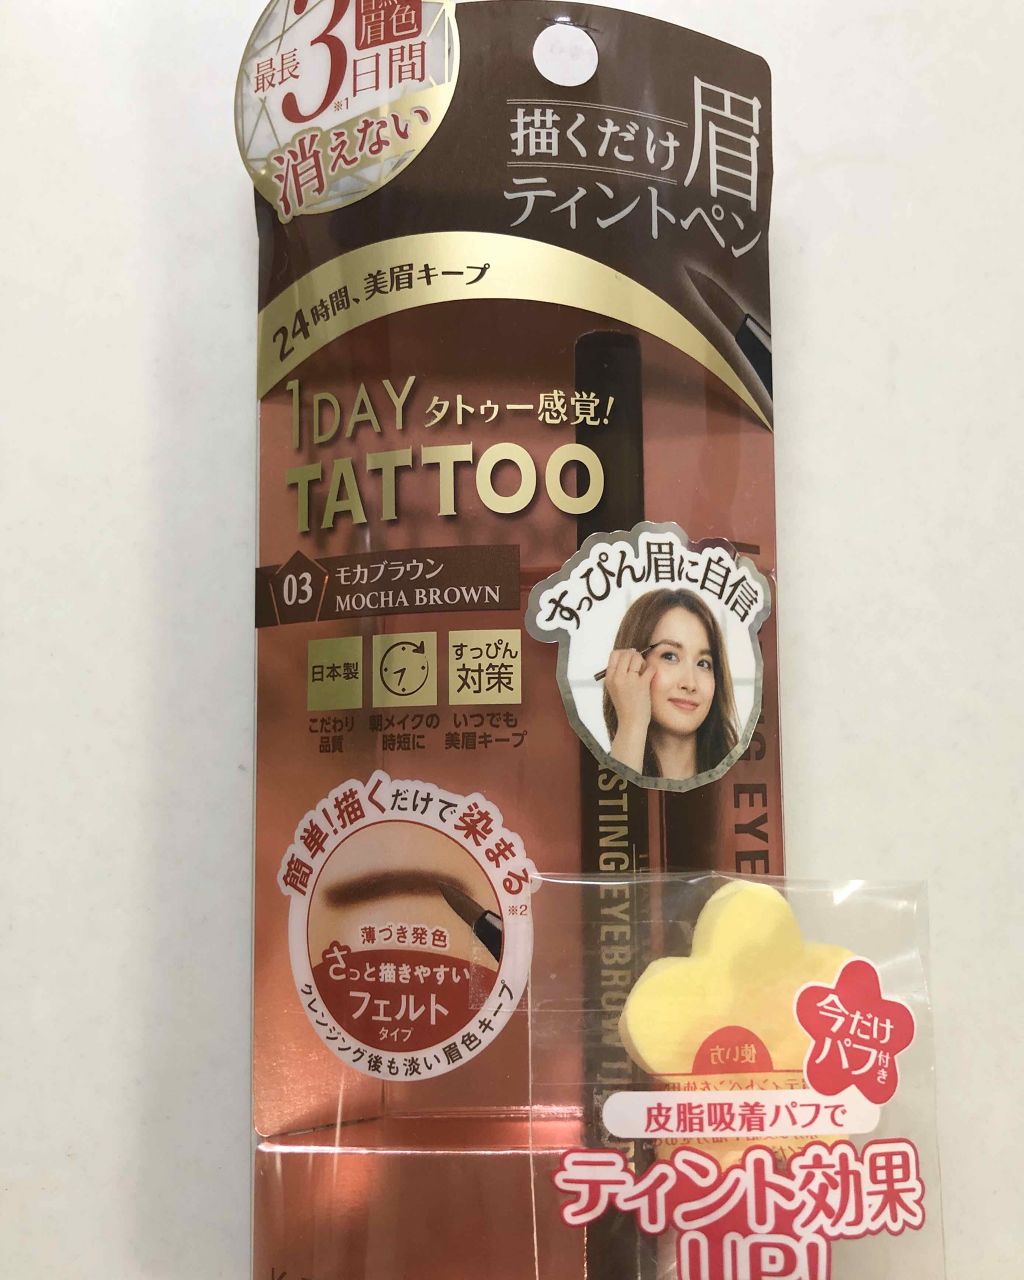 眉色
最長3日間
※1
消えない
描くだけ眉
ティントペン
24時間、美眉キープ
1DAY タトゥー感覚!
TATTOO
03 モカブラウン
MOCHA BROWN
すっぴん眉に自信
日本製
こだわり
品質
朝メイクの
時短に
すっぴん
対策
いつでも
美眉キープ
簡単!描くだけで染まる
※2
薄づき発色
さっと描きやすい
フェルト
タイプ
クレンジング後も淡い眉色キープ
LASTING EYEBROW TI
NG EYE
使い方
今だけ
パフ付き
皮脂吸着パフで
ティント効果
UP!